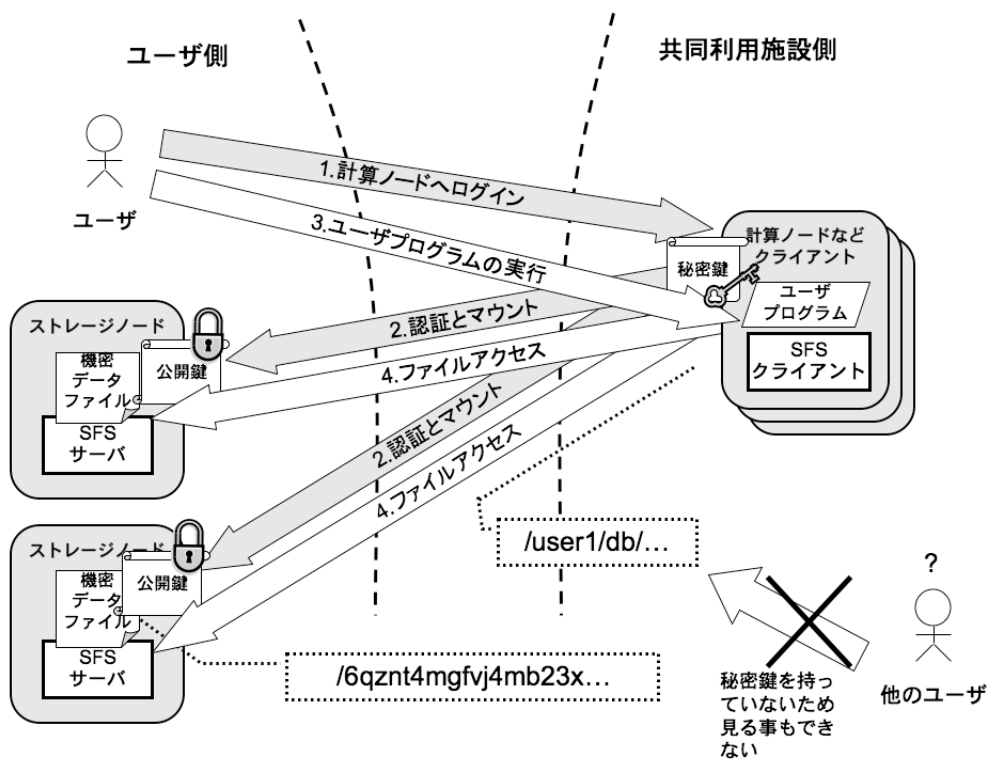 ユーザ側
共同利用施設側
ユーザ
1.計算ノードへログイン
3.ユーザプログラムの実行
計算ノードなど
クライアント
秘密鍵
ユーザ
プログラム
SFS
クライアント
2.認証とマウント
4.ファイルアクセス
ストレージノード
機密
データ
ファイル
公開鍵
SFS
サーバ
2.認証とマウント
4.ファイルアクセス
ストレージノード
機密
データ
ファイル
公開鍵
SFS
サーバ
/user1/db/…
/6qznt4mgfvj4mb23x…
?
他のユーザ
秘密鍵を持っ
ていないため
見る事もでき
ない